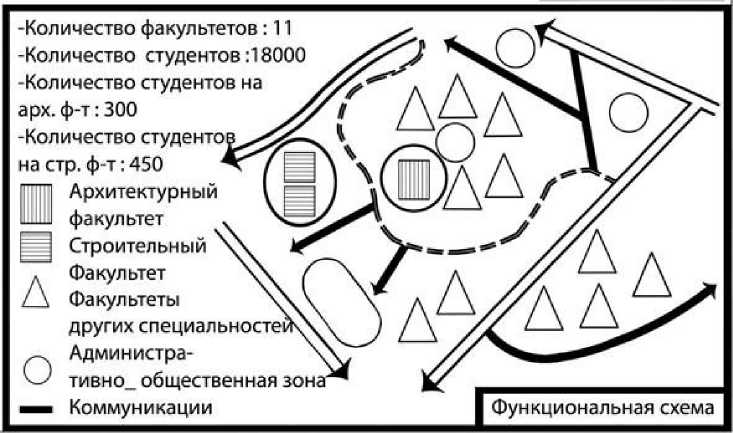 -Количество факультетов : 11
-Количество студентов :18000
-Количество студентов на
арх. ф-т : 300
-Количество студентов
на стр. ф-т : 450
Архитектурный
факультет
Строительный
Факультет
Факультеты
других специальностей
Администра-
тивно_ общественная зона
Коммуникации
Функциональная схема